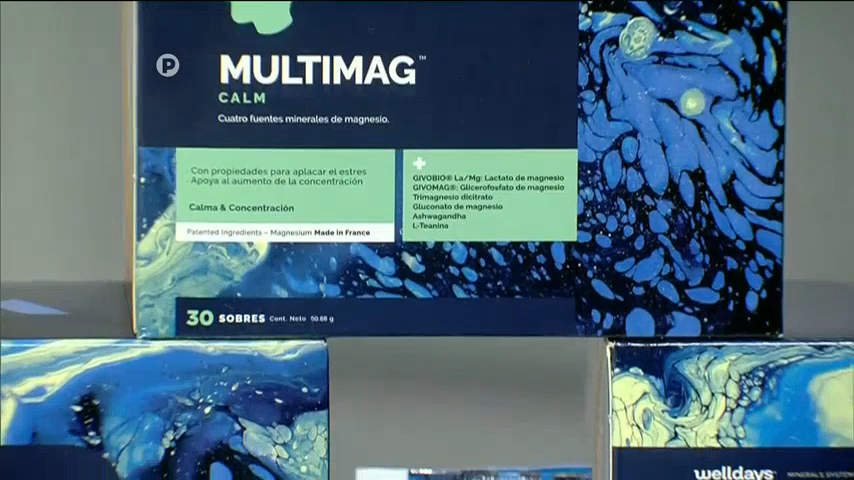 P
MULTIMAG™
CALM
Cuatro fuentes minerales de magnesio.
Con propiedades para aplacar el estres
Apoya al aumento de la concentración
Calma & Concentración
Patented Ingredients – Magnesium Made in France
GIVOBIO® La/Mg: Lactato de magnesio
GIVOMAG®: Glicerofosfato de magnesio
Trimagnesio dicitrato
Gluconato de magnesio
Ashwagandha
L-Teanina
30 SOBRES Cont. Neto 50.88 g
welldays MINERALS SYSTEM